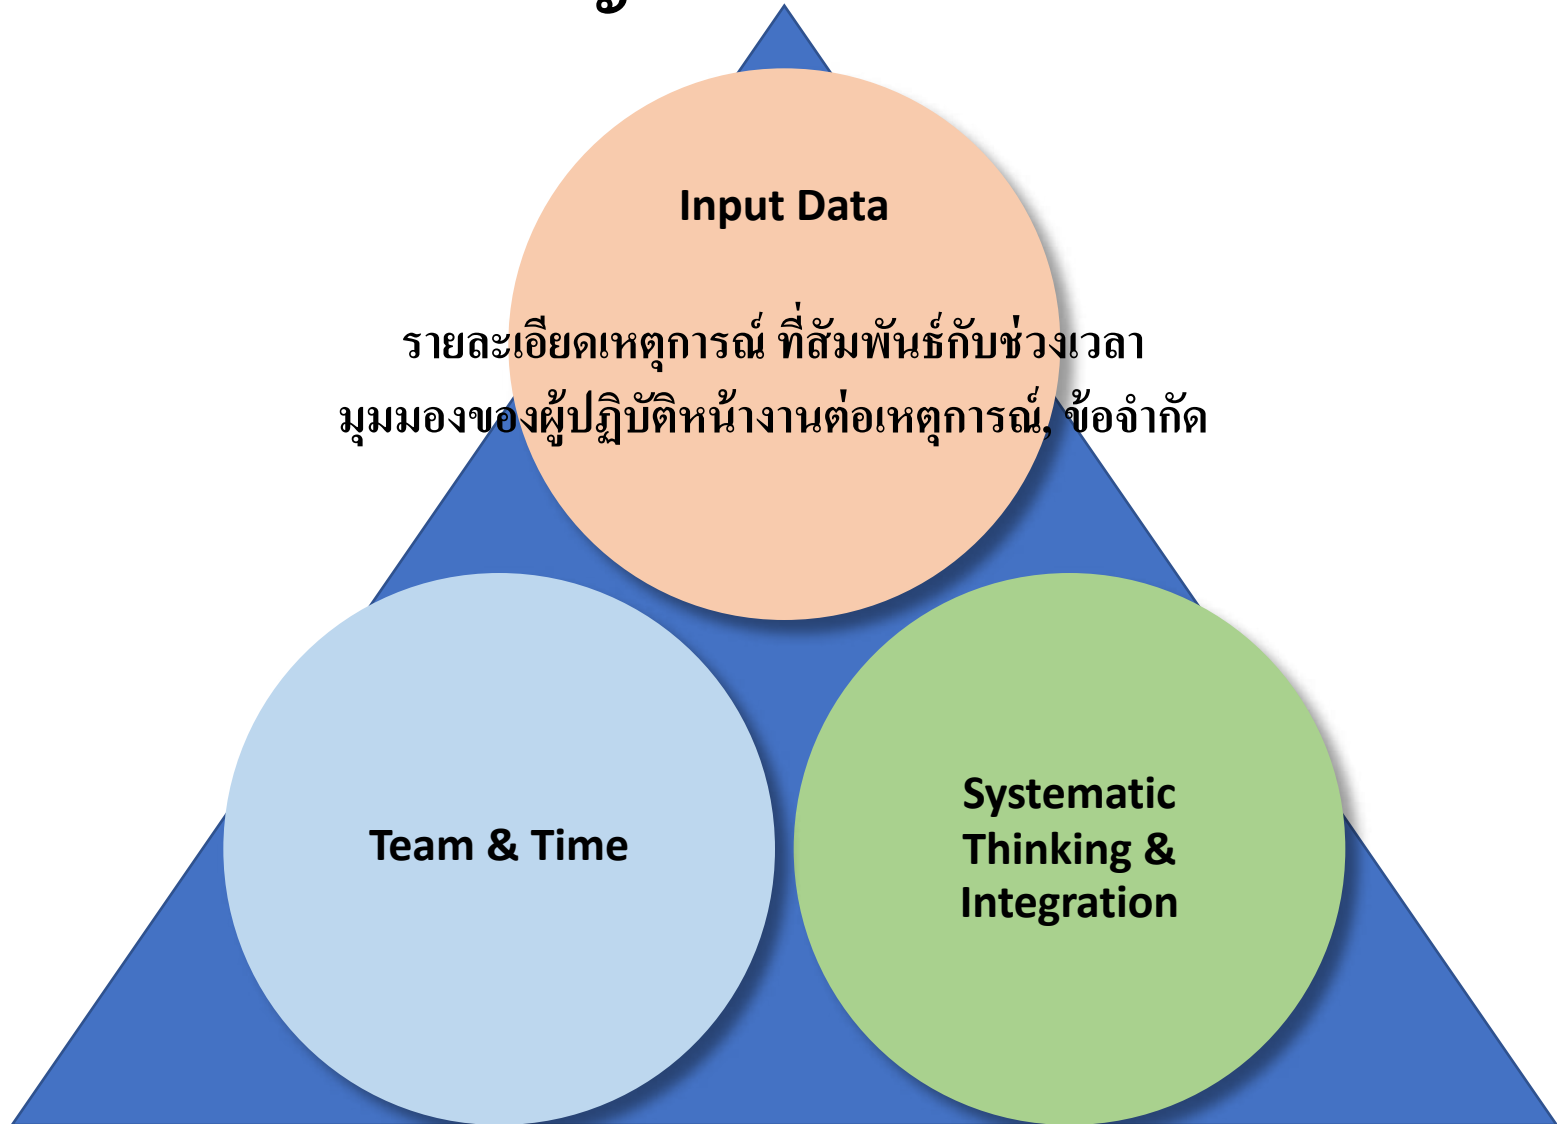 Input Data
รายละเอียดเหตุการณ์ ที่สัมพันธ์กับช่วงเวลา
มุมมองของผู้ปฏิบัติหน้างานต่อเหตุการณ์, ข้อจำกัด
Team & Time
Systematic
Thinking &
Integration